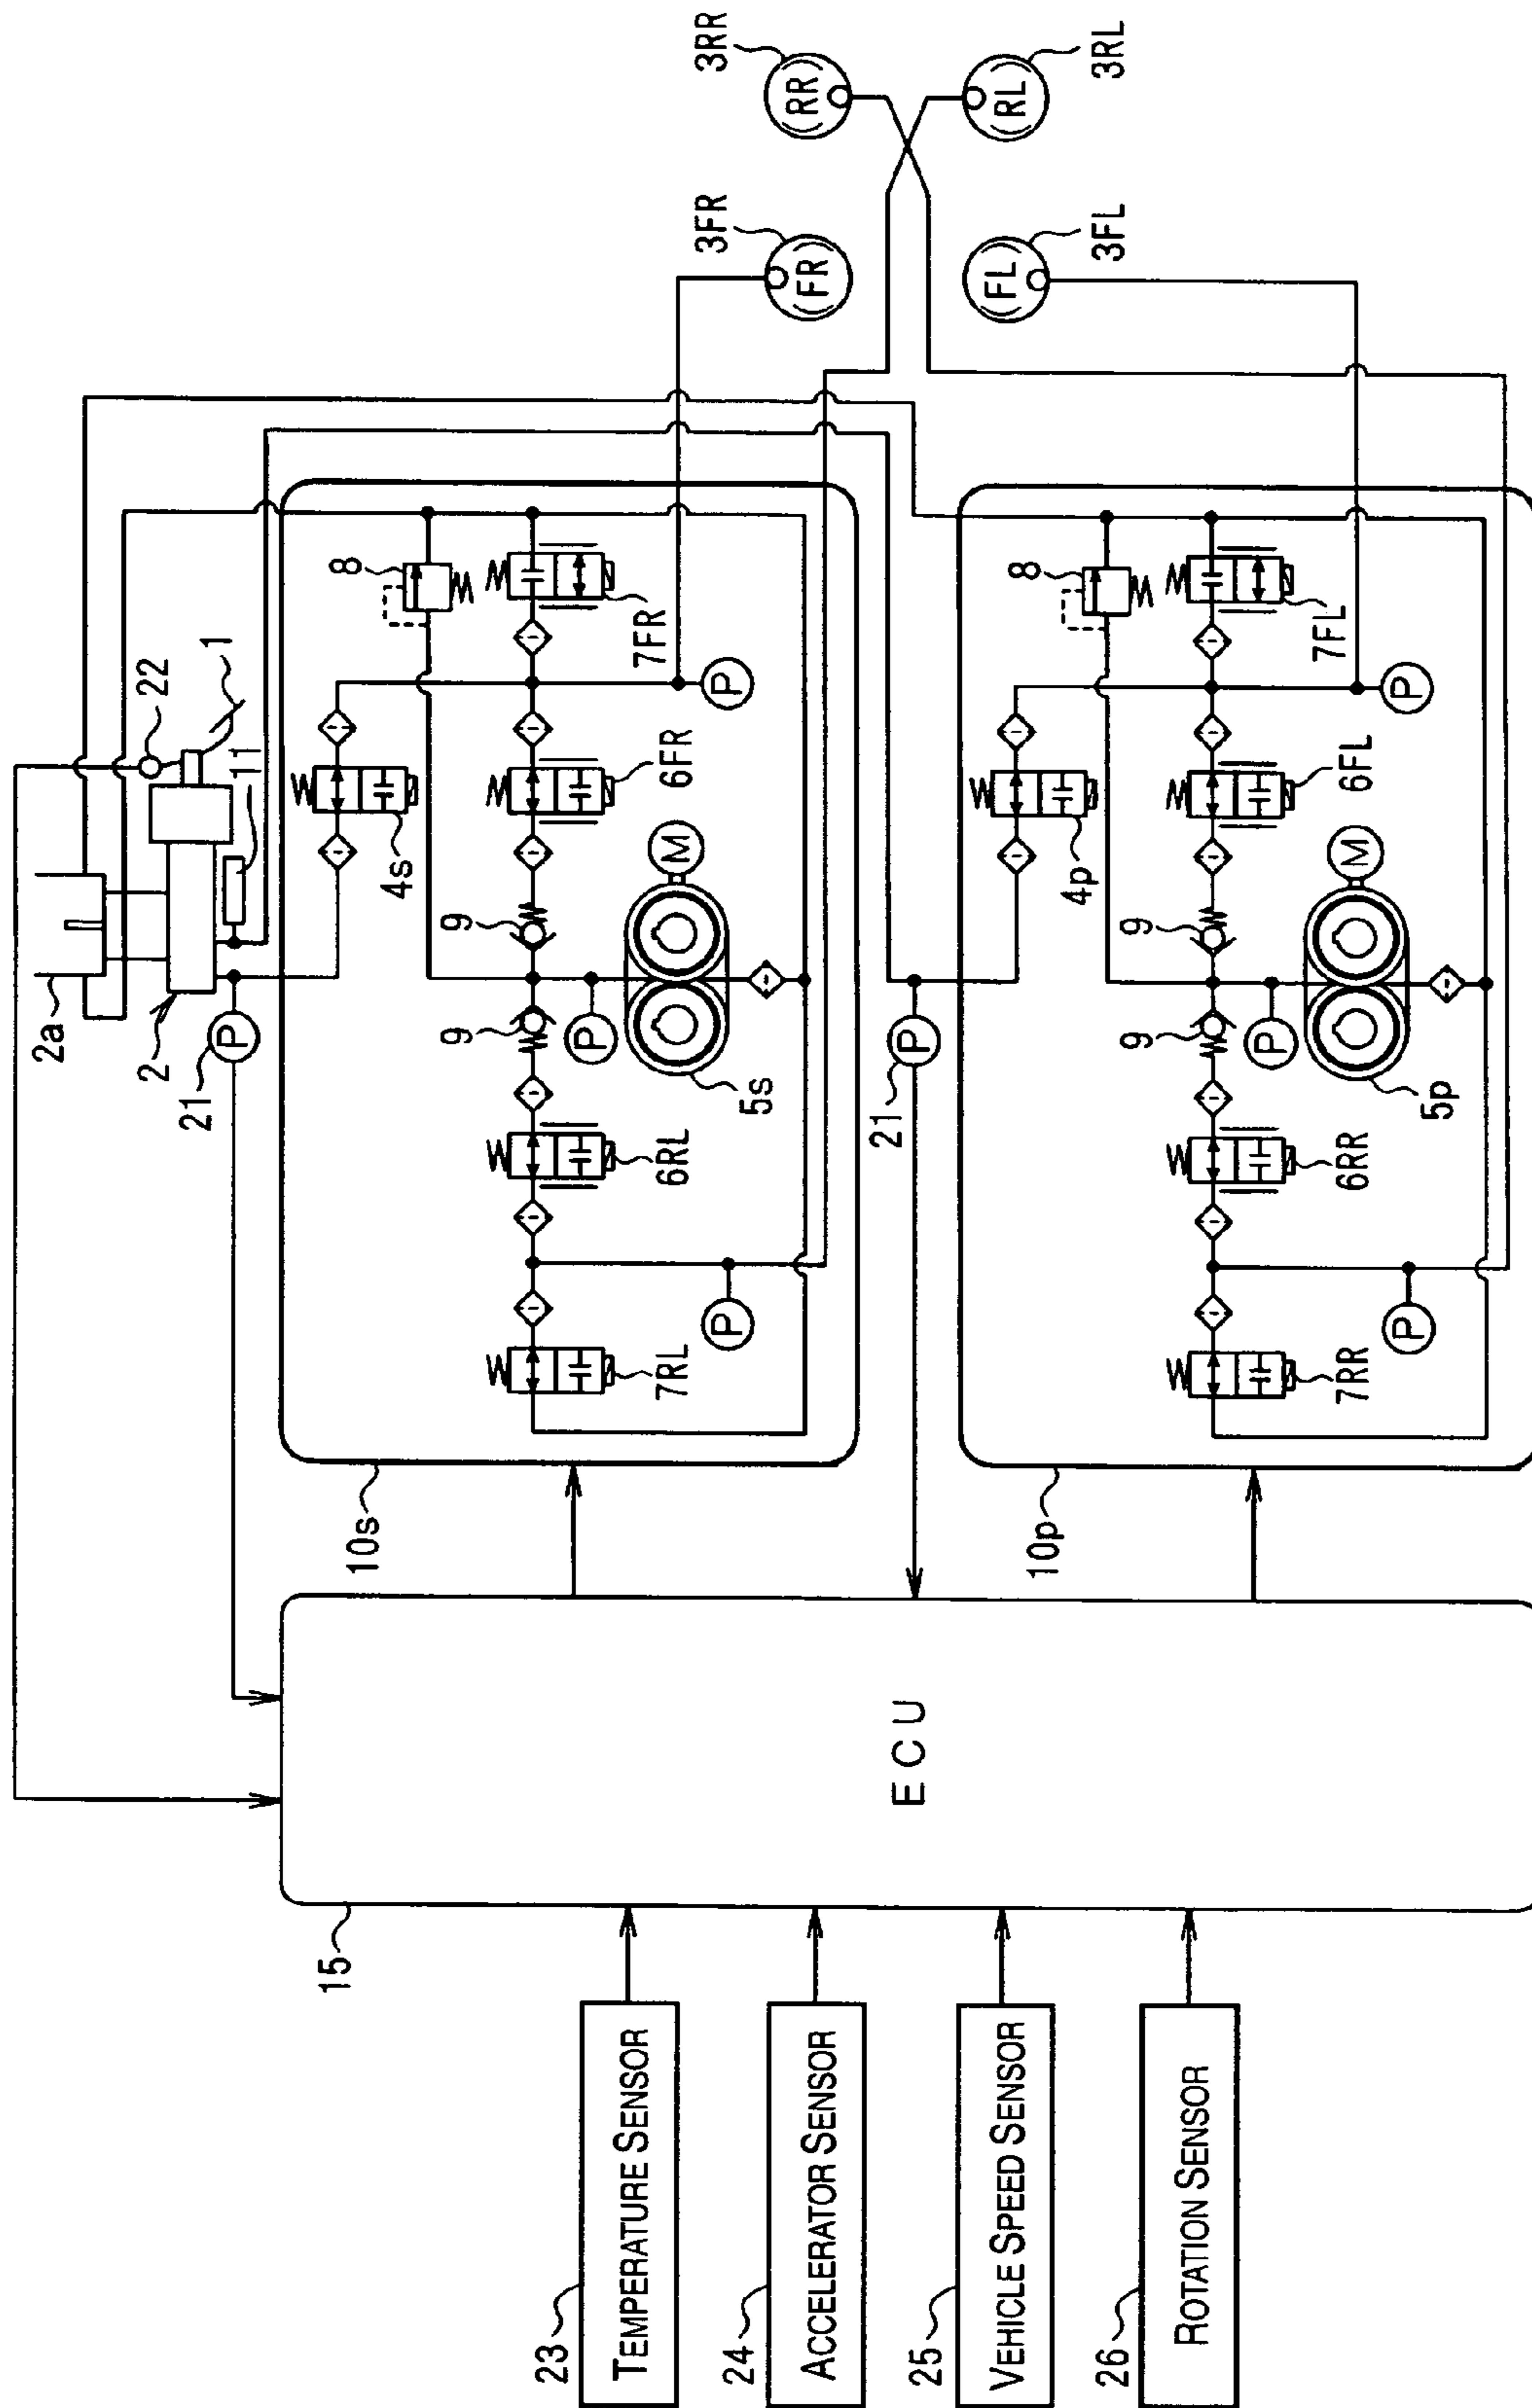 3RR
3RL
RR
RL
3FR
3FL
FR
FL
22
1
11
2a
2
21
P
4s
8
7FR
6FR
P
9
9
M
P
5s
6RL
7RL
P
10s
21
P
4p
8
7FL
6FL
P
9
9
M
P
5p
6RR
7RR
P
10p
ECU
15
23
TEMPERATURE SENSOR
24
ACCELERATOR SENSOR
25
VEHICLE SPEED SENSOR
26
ROTATION SENSOR